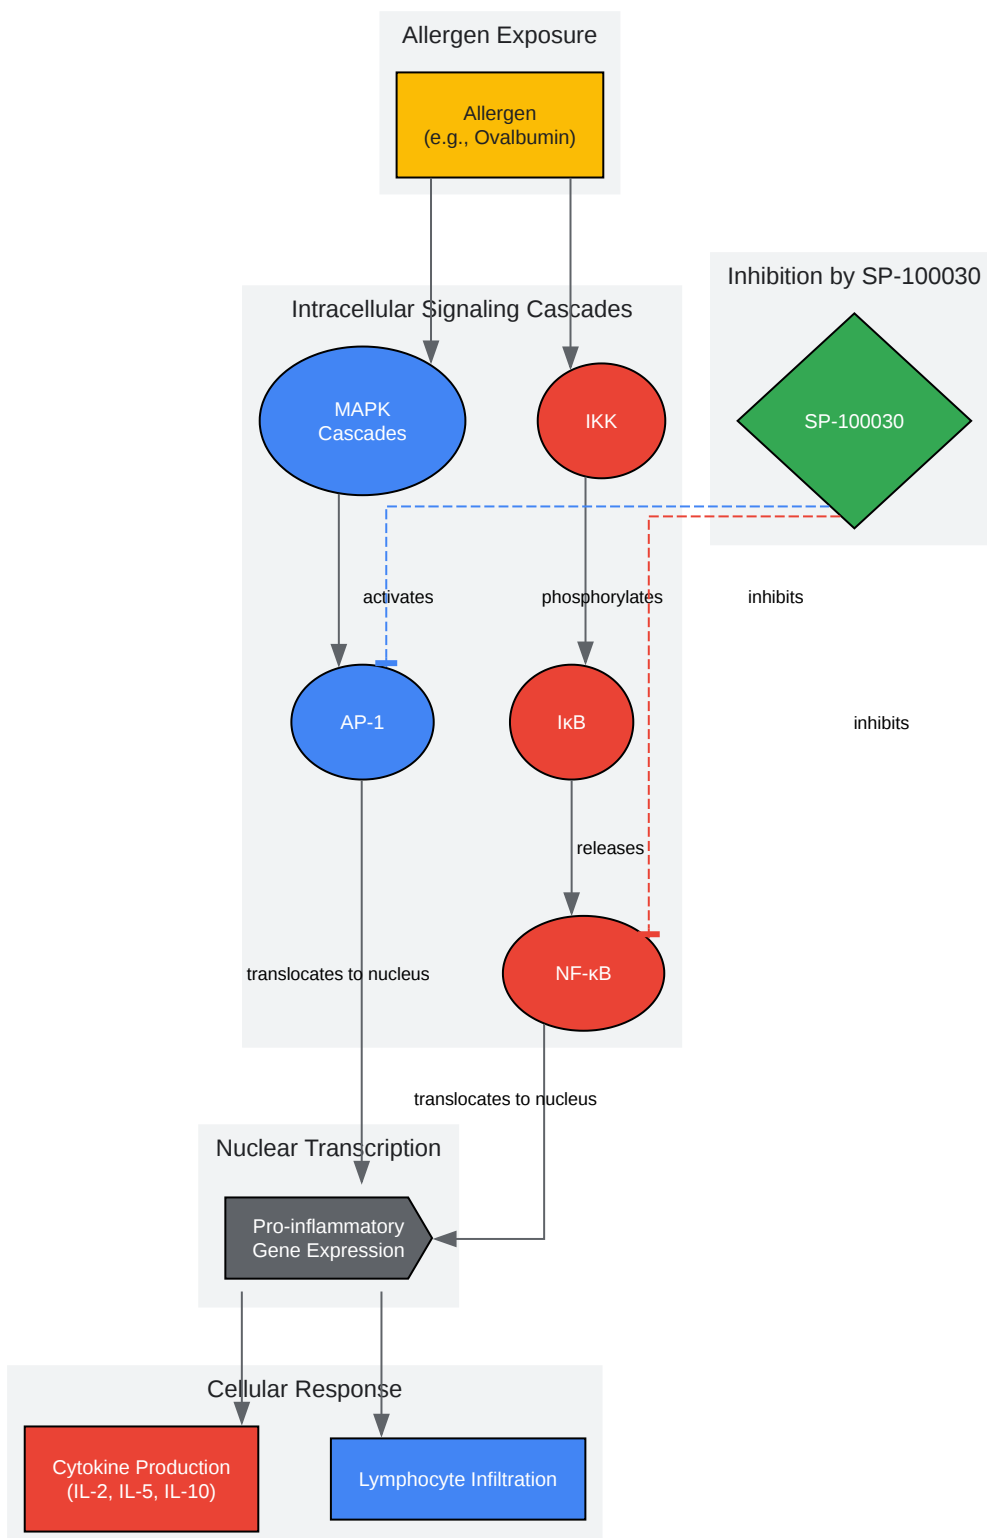 Allergen Exposure
Allergen
(e.g., Ovalbumin)
Inhibition by SP-100030
SP-100030
Intracellular Signaling Cascades
MAPK
Cascades
IKK
activates
phosphorylates
inhibits
AP-1
IκB
inhibits
releases
translocates to nucleus
NF-κB
translocates to nucleus
Nuclear Transcription
Pro-inflammatory
Gene Expression
Cellular Response
Cytokine Production
(IL-2, IL-5, IL-10)
Lymphocyte Infiltration